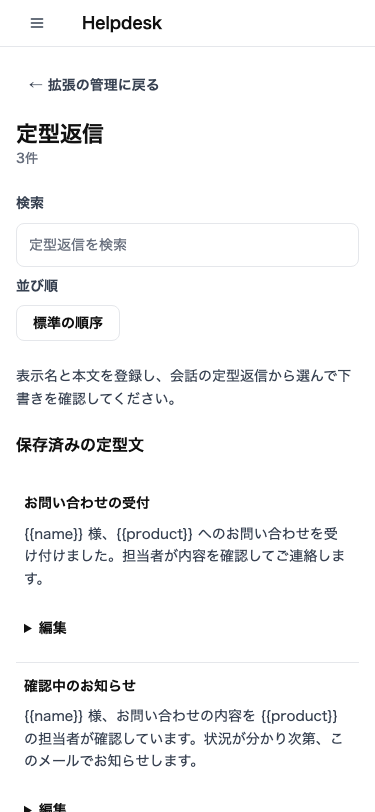 Helpdesk
← 拡張の管理に戻る
定型返信
3件
検索
定型返信を検索
並び順
標準の順序
表示名と本文を登録し、会話の定型返信から選んで下
書きを確認してください。
保存済みの定型文
お問い合わせの受付
{{name}} 様、{{product}} へのお問い合わせを受
け付けました。担当者が内容を確認してご連絡しま
す。
▶ 編集
確認中のお知らせ
{{name}} 様、お問い合わせの内容を {{product}}
の担当者が確認しています。状況が分かり次第、こ
のメールでお知らせします。
▶ 編集